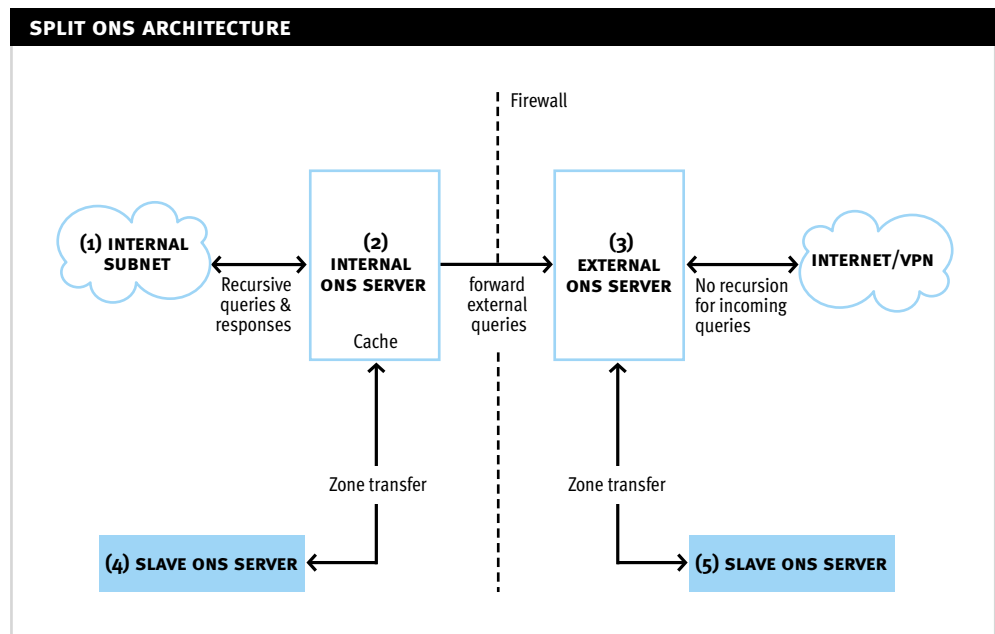 SPLIT ONS ARCHITECTURE
Firewall
(1) INTERNAL
SUBNET
Recursive
queries &
responses
(2)
INTERNAL
ONS SERVER
Cache
forward
external
queries
(3)
EXTERNAL
ONS SERVER
No recursion
for incoming
queries
INTERNET/VPN
Zone transfer
Zone transfer
(4) SLAVE ONS SERVER
(5) SLAVE ONS SERVER